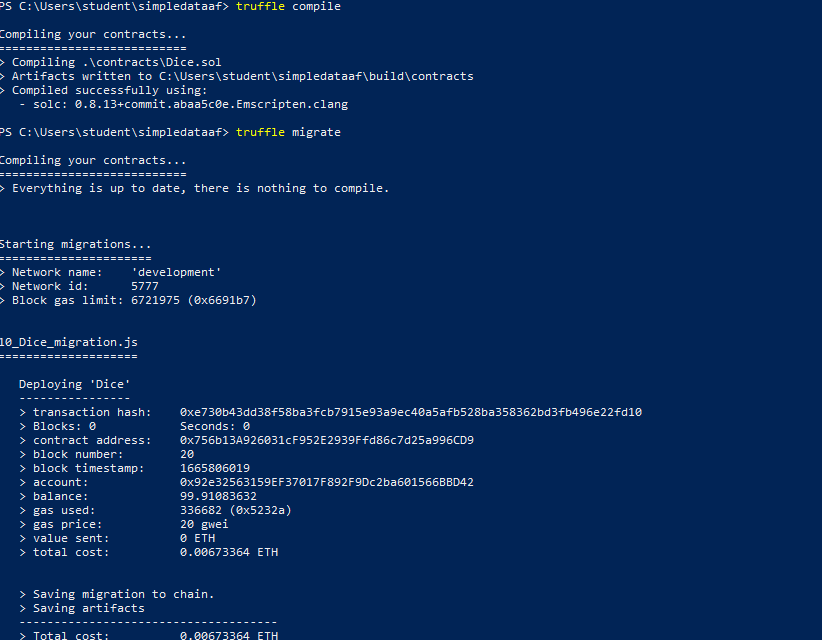 PS C:\Users\student\simpledataaf> truffle compile
Compiling your contracts...
===========================
> Compiling .\contracts\Dice.sol
> Artifacts written to C:\Users\student\simpledataaf\build\contracts
> Compiled successfully using:
- solc: 0.8.13+commit.abaa5c0e.Emscripten.clang
PS C:\Users\student\simpledataaf> truffle migrate
Compiling your contracts...
===========================
> Everything is up to date, there is nothing to compile.
Starting migrations...
======================
> Network name: 'development'
> Network id: 5777
> Block gas limit: 6721975 (0x6691b7)
10_Dice_migration.js
====================
Deploying 'Dice'
----------------
> transaction hash: 0xe730b43dd38f58ba3fcb7915e93a9ec40a5afb528ba358362bd3fb496e22fd10
> Blocks: 0 Seconds: 0
> contract address: 0x756b13A926031cF952E2939Ffd86c7d25a996CD9
> block number: 20
> block timestamp: 1665806019
> account: 0x92e32563159EF37017F892F9Dc2ba601566BBD42
> balance: 99.91083632
> gas used: 336682 (0x5232a)
> gas price: 20 gwei
> value sent: 0 ETH
> total cost: 0.00673364 ETH
> Saving migration to chain.
> Saving artifacts
-------------------------------------
> Total cost: 0.00673364 ETH